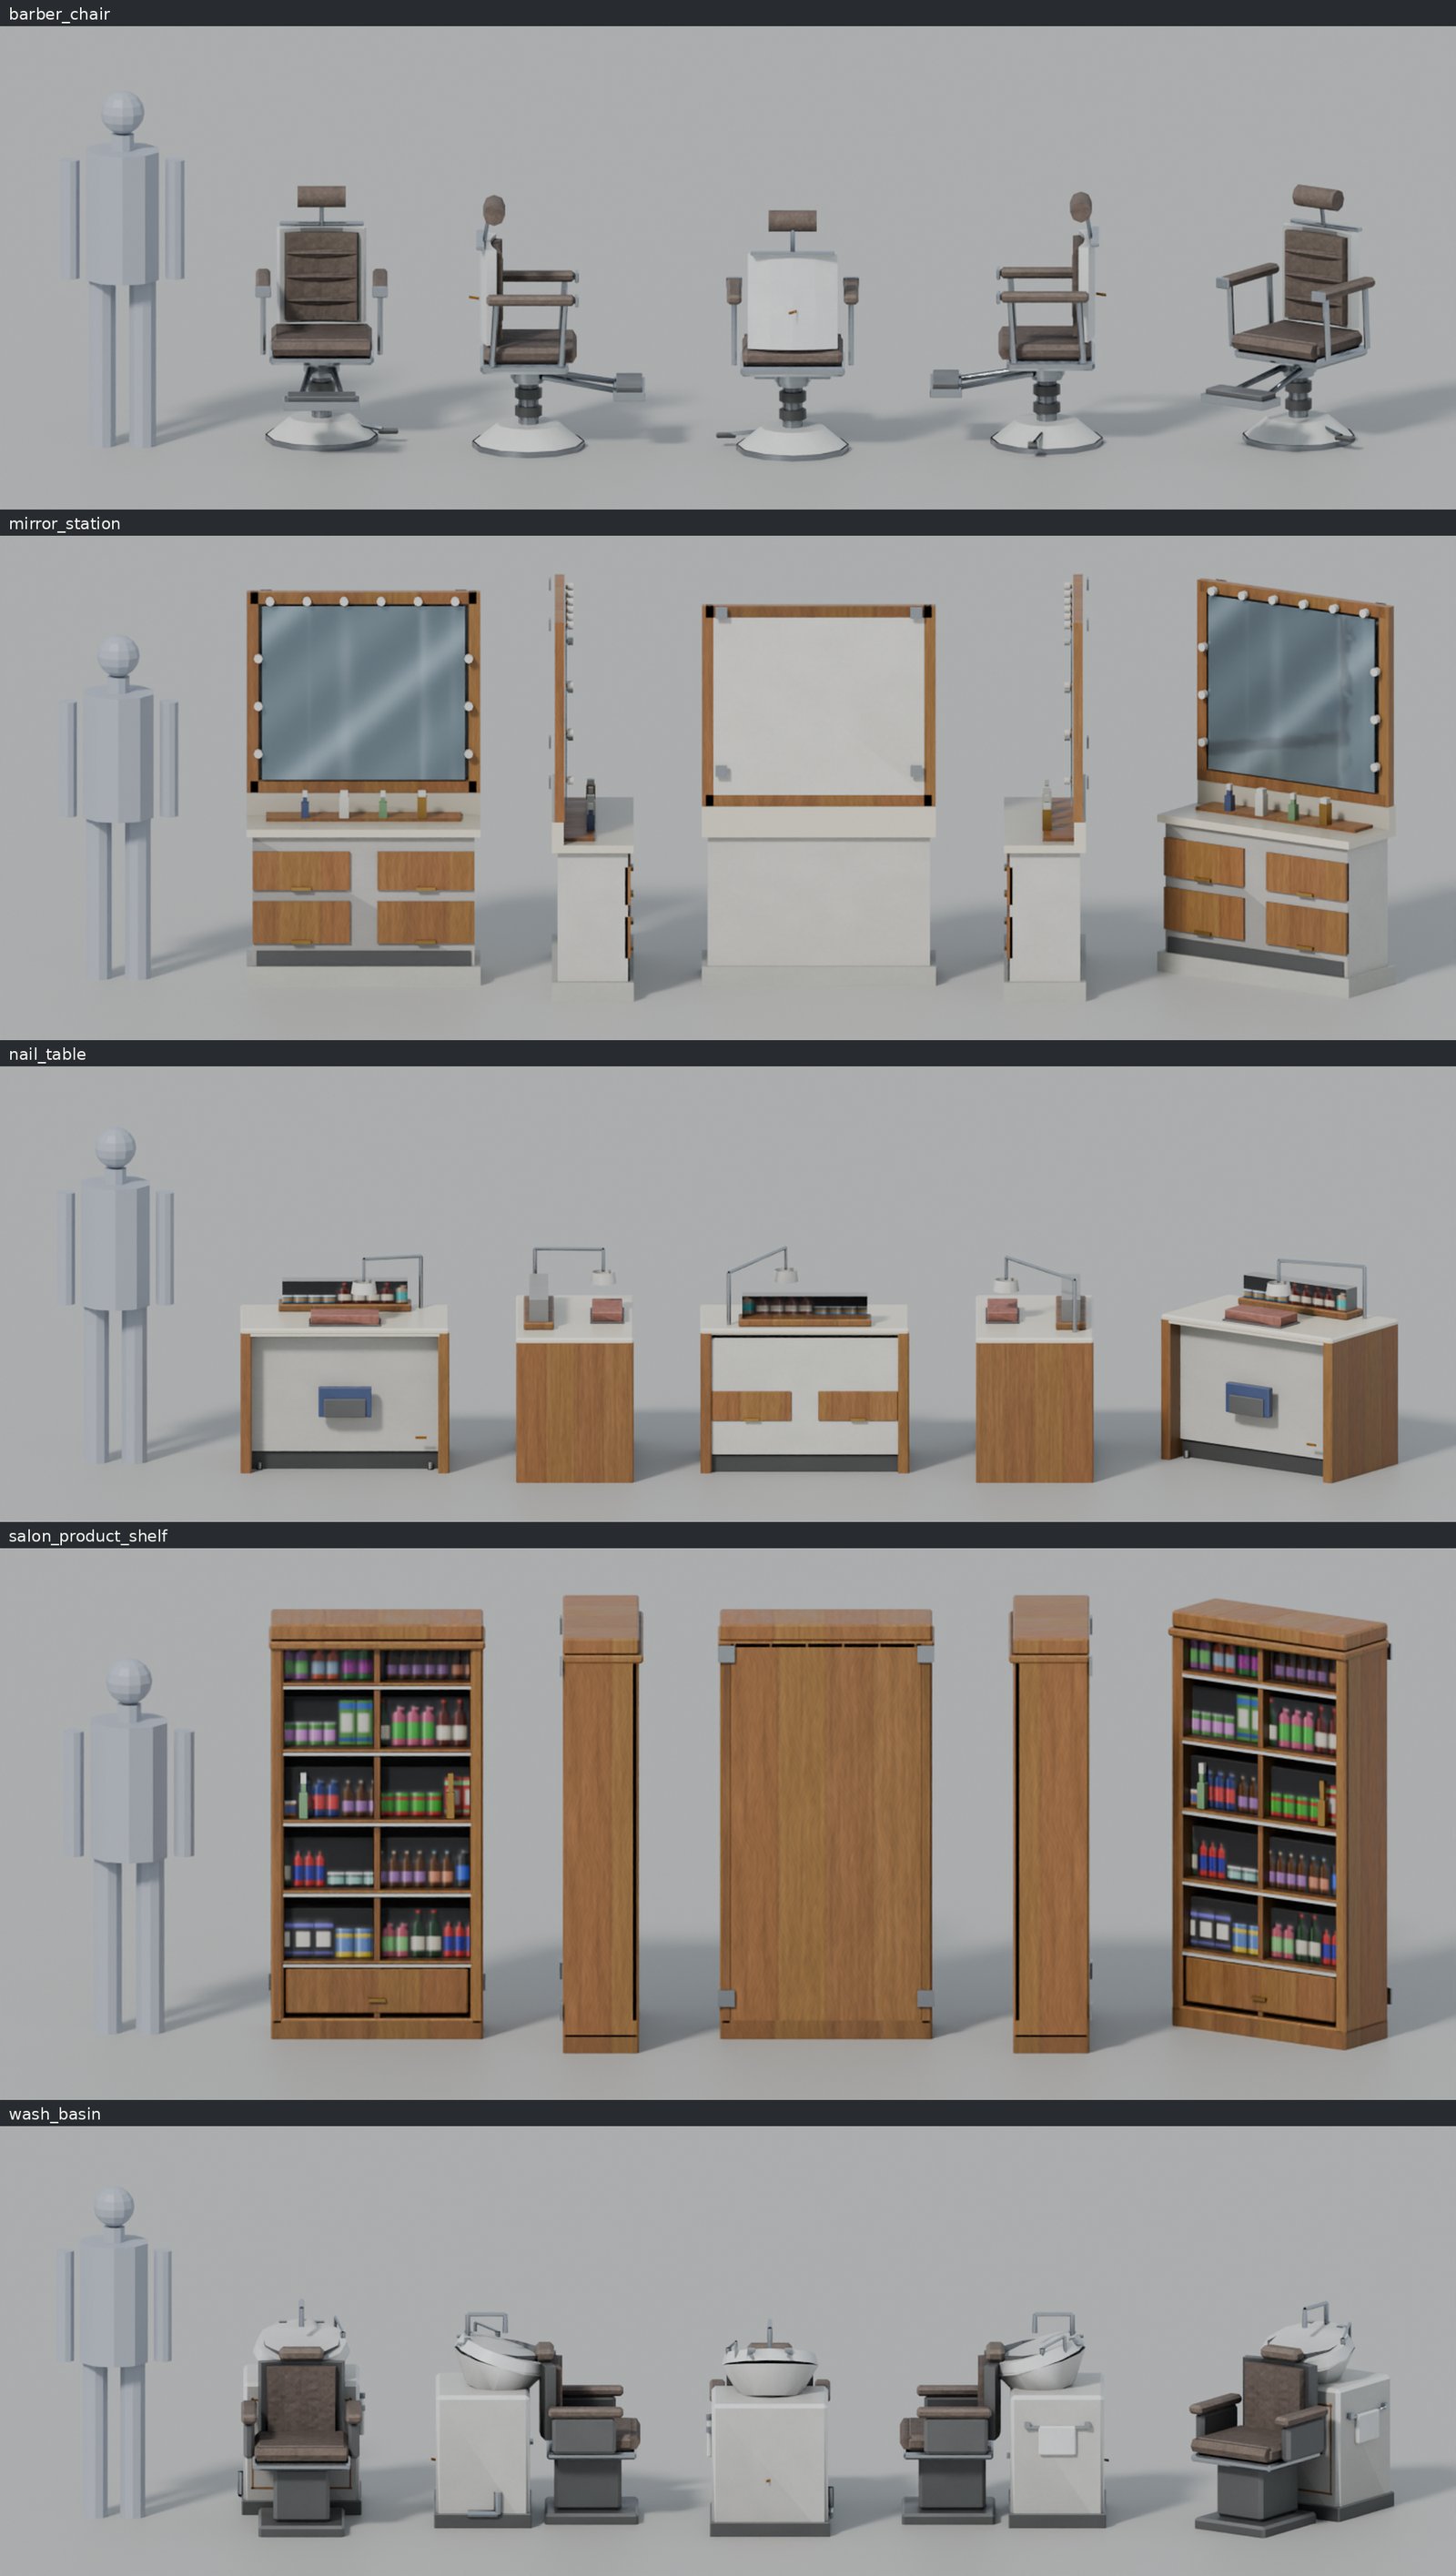 barber_chair
mirror_station
nail_table
salon_product_shelf
wash_basin